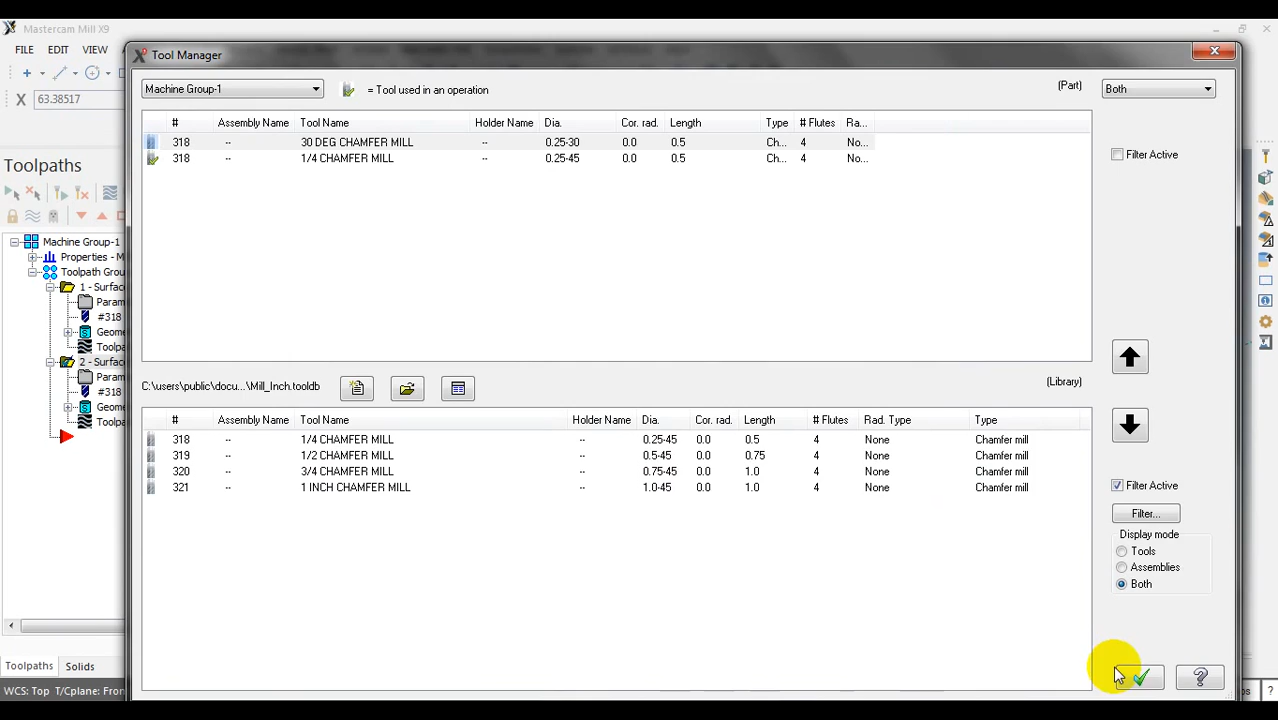 Mastercam Mill X9
FILE EDIT VIEW
Tool Manager
X 63.38517
Machine Group-1
= Tool used in an operation
(Part)
Both
# Assembly Name Tool Name Holder Name Dia. Cor. rad. Length Type # Flutes Ra...
318 -- 30 DEG CHAMFER MILL -- 0.25-30 0.0 0.5 Ch... 4 No...
318 -- 1/4 CHAMFER MILL -- 0.25-45 0.0 0.5 Ch... 4 No...
Filter Active
Toolpaths
Machine Group-1
Properties - M
Toolpath Grou
1 - Surface
Param
#318
Geome
Toolpa
2 - Surface
Param
#318
Geome
Toolpa
C:\users\public\docu...\Mill_Inch.tooldb
(Library)
# Assembly Name Tool Name Holder Name Dia. Cor. rad. Length # Flutes Rad. Type Type
318 -- 1/4 CHAMFER MILL -- 0.25-45 0.0 0.5 4 None Chamfer mill
319 -- 1/2 CHAMFER MILL -- 0.5-45 0.0 0.75 4 None Chamfer mill
320 -- 3/4 CHAMFER MILL -- 0.75-45 0.0 1.0 4 None Chamfer mill
321 -- 1 INCH CHAMFER MILL -- 1.0-45 0.0 1.0 4 None Chamfer mill
Filter Active
Filter...
Display mode
Tools
Assemblies
Both
Toolpaths Solids
WCS: Top T/Cplane: Fron
?